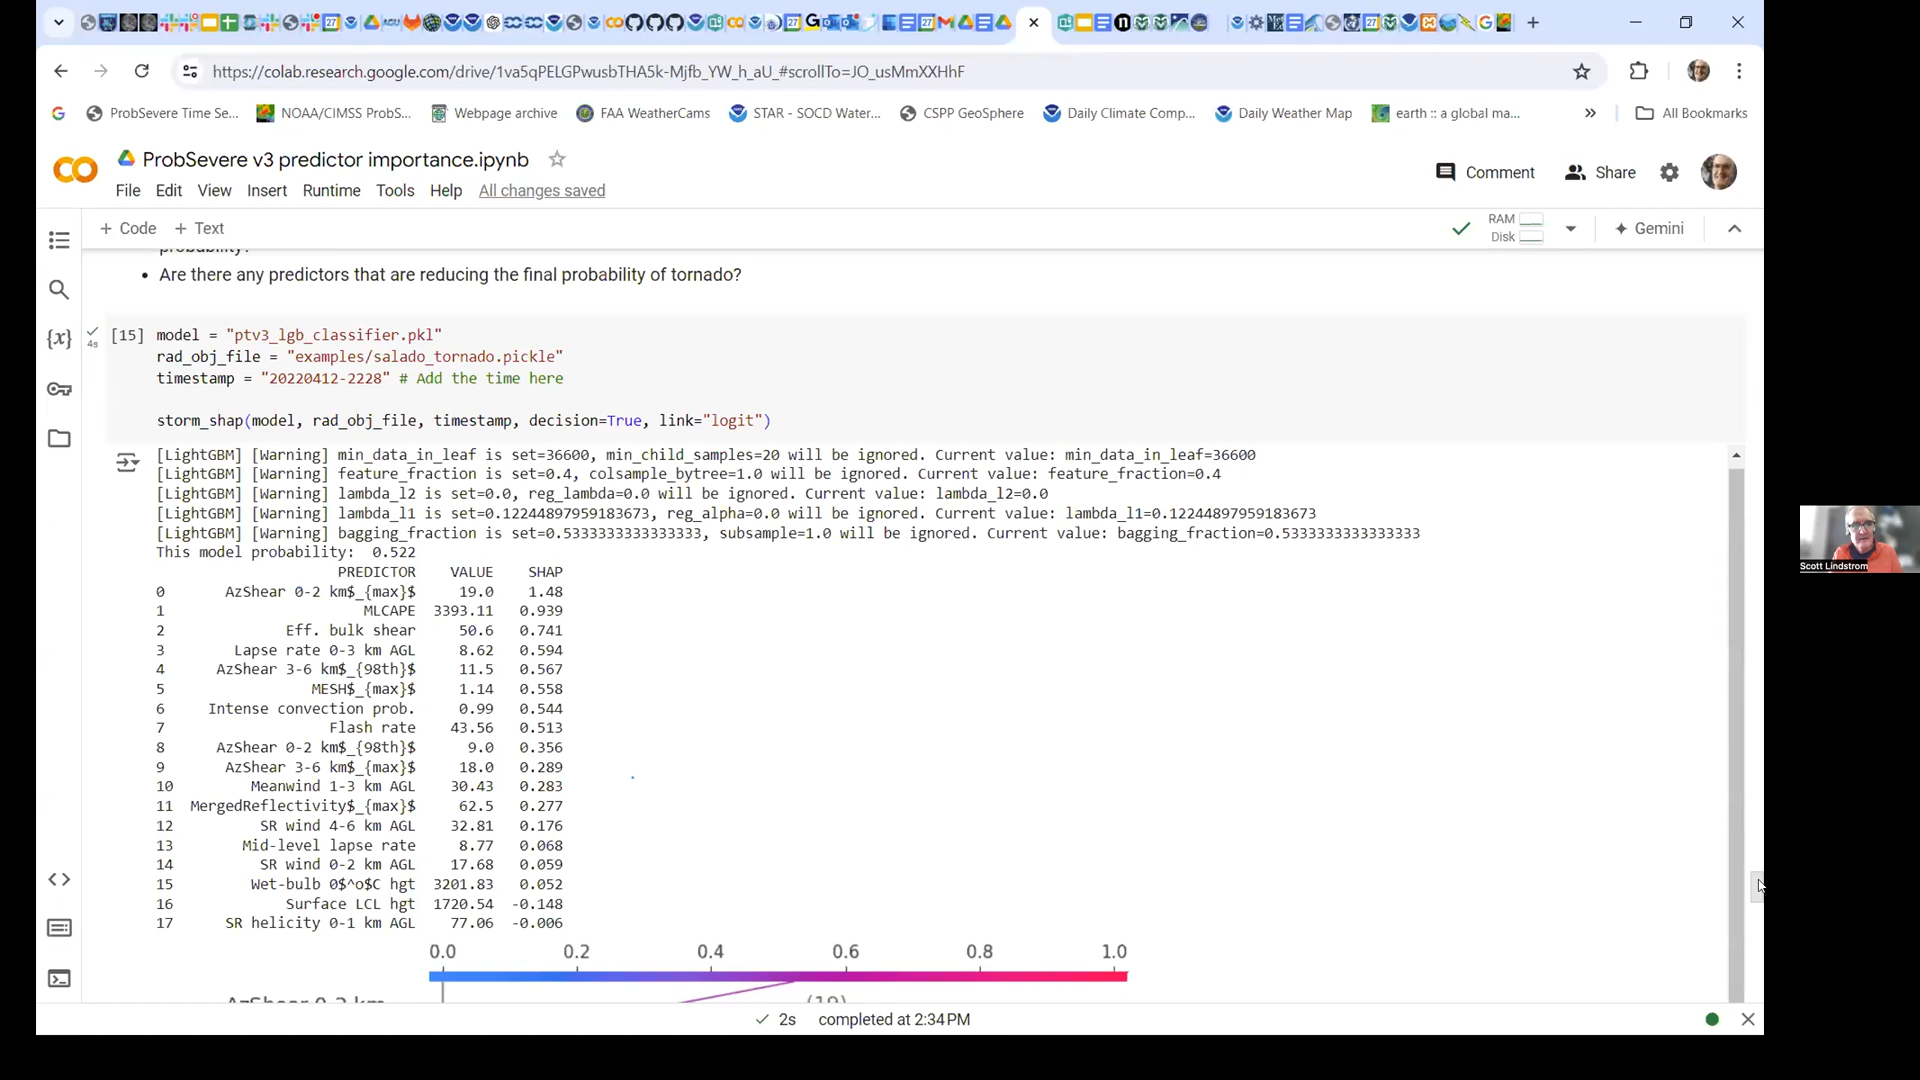 https://colab.research.google.com/drive/1va5qPELGPwusbTHA5k-Mjfb_YW_h_aU_#scrollTo=JO_usMmXXHhF
ProbSevere Time Se... NOAA/CIMSS ProbS... Webpage archive FAA WeatherCams STAR - SOCD Water... CSPP GeoSphere Daily Climate Comp... Daily Weather Map earth :: a global ma... » All Bookmarks
ProbSevere v3 predictor importance.ipynb
Comment Share
File Edit View Insert Runtime Tools Help All changes saved
+ Code + Text
RAM
Disk
Gemini
probability?
• Are there any predictors that are reducing the final probability of tornado?
[15] model = "ptv3_lgb_classifier.pkl"
4s
rad_obj_file = "examples/salado_tornado.pickle"
timestamp = "20220412-2228" # Add the time here
storm_shap(model, rad_obj_file, timestamp, decision=True, link="logit")
[LightGBM] [Warning] min_data_in_leaf is set=36600, min_child_samples=20 will be ignored. Current value: min_data_in_leaf=36600
[LightGBM] [Warning] feature_fraction is set=0.4, colsample_bytree=1.0 will be ignored. Current value: feature_fraction=0.4
[LightGBM] [Warning] lambda_l2 is set=0.0, reg_lambda=0.0 will be ignored. Current value: lambda_l2=0.0
[LightGBM] [Warning] lambda_l1 is set=0.12244897959183673, reg_alpha=0.0 will be ignored. Current value: lambda_l1=0.12244897959183673
[LightGBM] [Warning] bagging_fraction is set=0.5333333333333333, subsample=1.0 will be ignored. Current value: bagging_fraction=0.5333333333333333
This model probability: 0.522
PREDICTOR VALUE SHAP
0 AzShear 0-2 km$_{max}$ 19.0 1.48
1 MLCAPE 3393.11 0.939
2 Eff. bulk shear 50.6 0.741
3 Lapse rate 0-3 km AGL 8.62 0.594
4 AzShear 3-6 km$_{98th}$ 11.5 0.567
5 MESH$_{max}$ 1.14 0.558
6 Intense convection prob. 0.99 0.544
7 Flash rate 43.56 0.513
8 AzShear 0-2 km$_{98th}$ 9.0 0.356
9 AzShear 3-6 km$_{max}$ 18.0 0.289
10 Meanwind 1-3 km AGL 30.43 0.283
11 MergedReflectivity$_{max}$ 62.5 0.277
12 SR wind 4-6 km AGL 32.81 0.176
13 Mid-level lapse rate 8.77 0.068
14 SR wind 0-2 km AGL 17.68 0.059
15 Wet-bulb 0$^o$C hgt 3201.83 0.052
16 Surface LCL hgt 1720.54 -0.148
17 SR helicity 0-1 km AGL 77.06 -0.006
0.0 0.2 0.4 0.6 0.8 1.0
AzShear 0-2 km (19)
2s completed at 2:34 PM
Scott Lindstrom